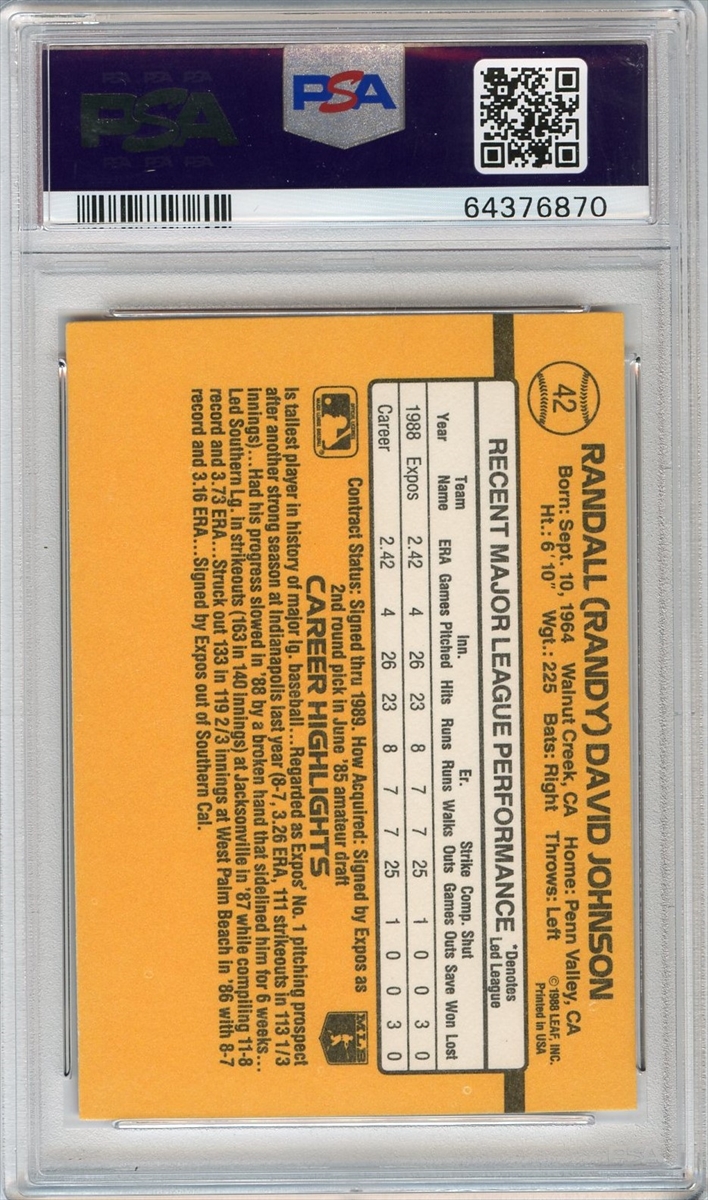 PSA PSA PSA
PSA
PSA PSA PSA
PSA
64376870
42
RANDALL (RANDY) DAVID JOHNSON
Born: Sept. 10, 1964 Walnut Creek, CA Home: Penn Valley, CA
Ht.: 6'10" Wgt.: 225 Bats: Right Throws: Left
©1988 LEAF, INC.
Printed in USA
RECENT MAJOR LEAGUE PERFORMANCE
*Denotes
Led League
Team Inn. Er. Strike Comp. Shut
Year Name ERA Games Pitched Hits Runs Runs Walks Outs Games Outs Save Won Lost
1988 Expos 2.42 4 26 23 8 7 7 25 1 0 0 3 0
Career 2.42 4 26 23 8 7 7 25 1 0 0 3 0
Contract Status: Signed thru 1989. How Acquired: Signed by Expos as
2nd round pick in June '85 amateur draft
MLB
CAREER HIGHLIGHTS
Is tallest player in history of major lg. baseball...Regarded as Expos' No. 1 pitching prospect
after another strong season at Indianapolis last year (8-7, 3.26 ERA, 111 strikeouts in 113 1/3
innings)...Had his progress slowed in '88 by a broken hand that sidelined him for 6 weeks...
Led Southern Lg. in strikeouts (163 in 140 innings) at Jacksonville in '87 while compiling 11-8
record and 3.73 ERA...Struck out 133 in 119 2/3 innings at West Palm Beach in '86 with 8-7
record and 3.16 ERA...Signed by Expos out of Southern Cal.